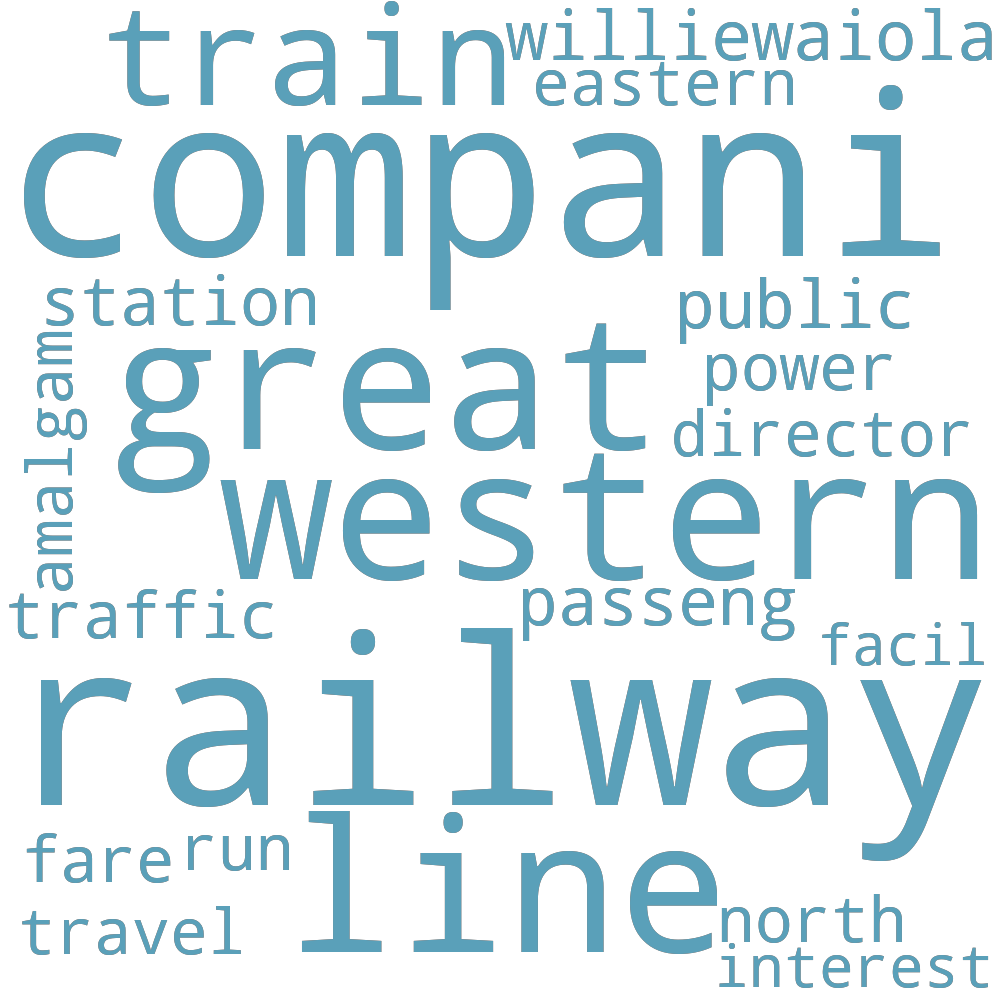 train
williewaiola
eastern
compani
station
public
amalgam
great
power
director
western
traffic
passeng
facil
railway
fare
run
line
travel
north
interest